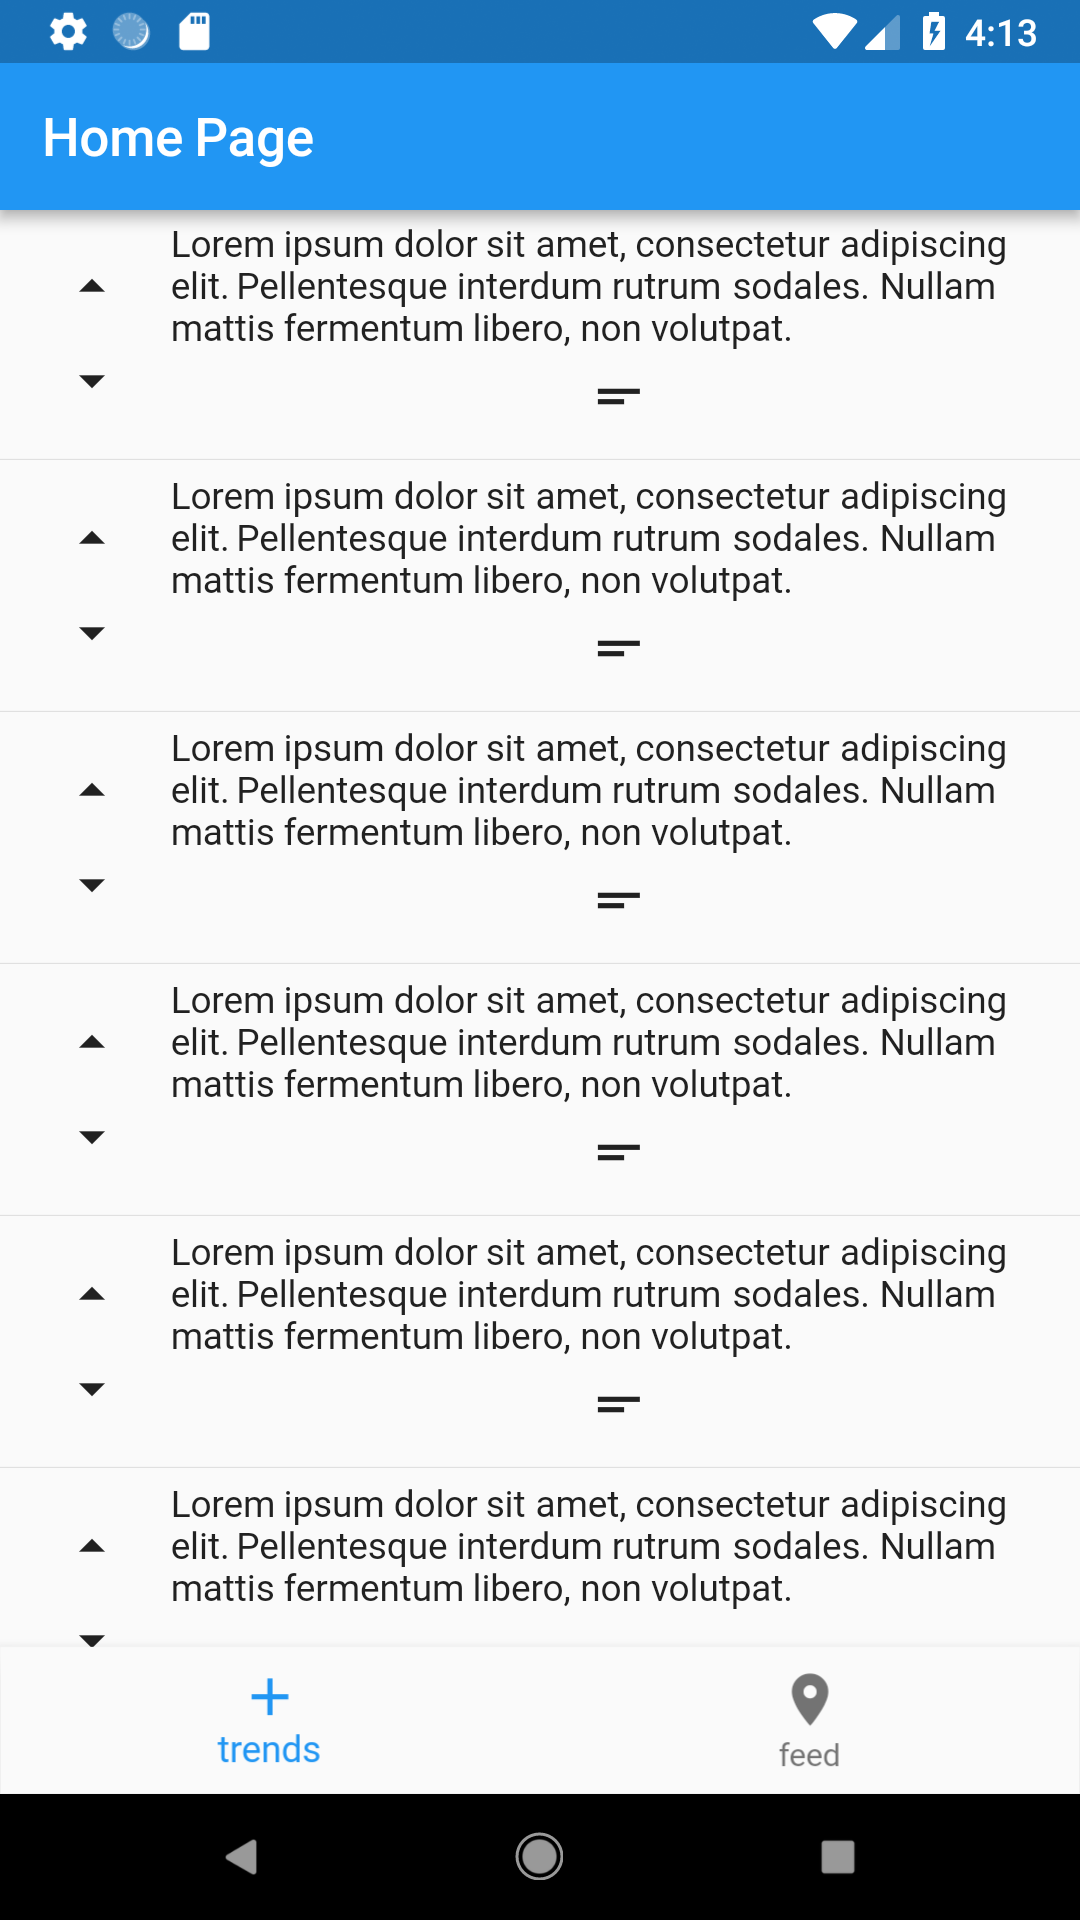 4:13
Home Page
Lorem ipsum dolor sit amet, consectetur adipiscing
elit. Pellentesque interdum rutrum sodales. Nullam
mattis fermentum libero, non volutpat.
Lorem ipsum dolor sit amet, consectetur adipiscing
elit. Pellentesque interdum rutrum sodales. Nullam
mattis fermentum libero, non volutpat.
Lorem ipsum dolor sit amet, consectetur adipiscing
elit. Pellentesque interdum rutrum sodales. Nullam
mattis fermentum libero, non volutpat.
Lorem ipsum dolor sit amet, consectetur adipiscing
elit. Pellentesque interdum rutrum sodales. Nullam
mattis fermentum libero, non volutpat.
Lorem ipsum dolor sit amet, consectetur adipiscing
elit. Pellentesque interdum rutrum sodales. Nullam
mattis fermentum libero, non volutpat.
Lorem ipsum dolor sit amet, consectetur adipiscing
elit. Pellentesque interdum rutrum sodales. Nullam
mattis fermentum libero, non volutpat.
trends
feed